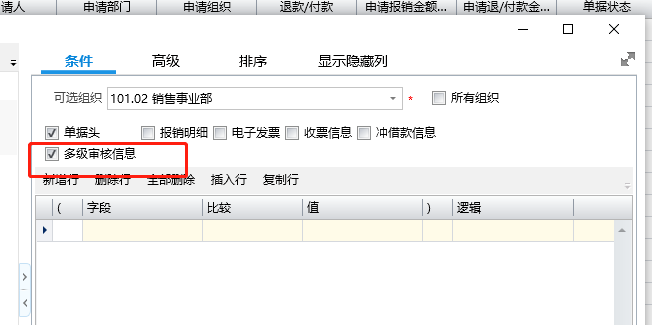 请人 申请部门 申请组织 退款/付款 申请报销金额... 申请退/付款金... 单据状态
条件 高级 排序 显示隐藏列
可选组织 101.02 销售事业部 * 所有组织
单据头 报销明细 电子发票 收票信息 冲借款信息
多级审核信息
新增行 删除行 全部删除 插入行 复制行
( 字段 比较 值 ) 逻辑